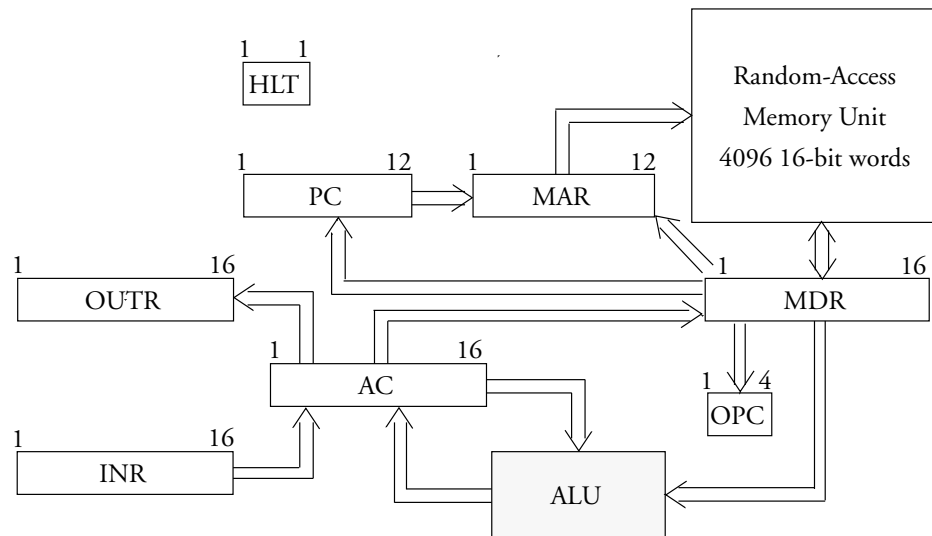 1 1
HLT
Random-Access
Memory Unit
4096 16-bit words
1 12
PC
1 12
MAR
1 16
OUTR
1 16
MDR
1 16
AC
1 4
OPC
1 16
INR
ALU